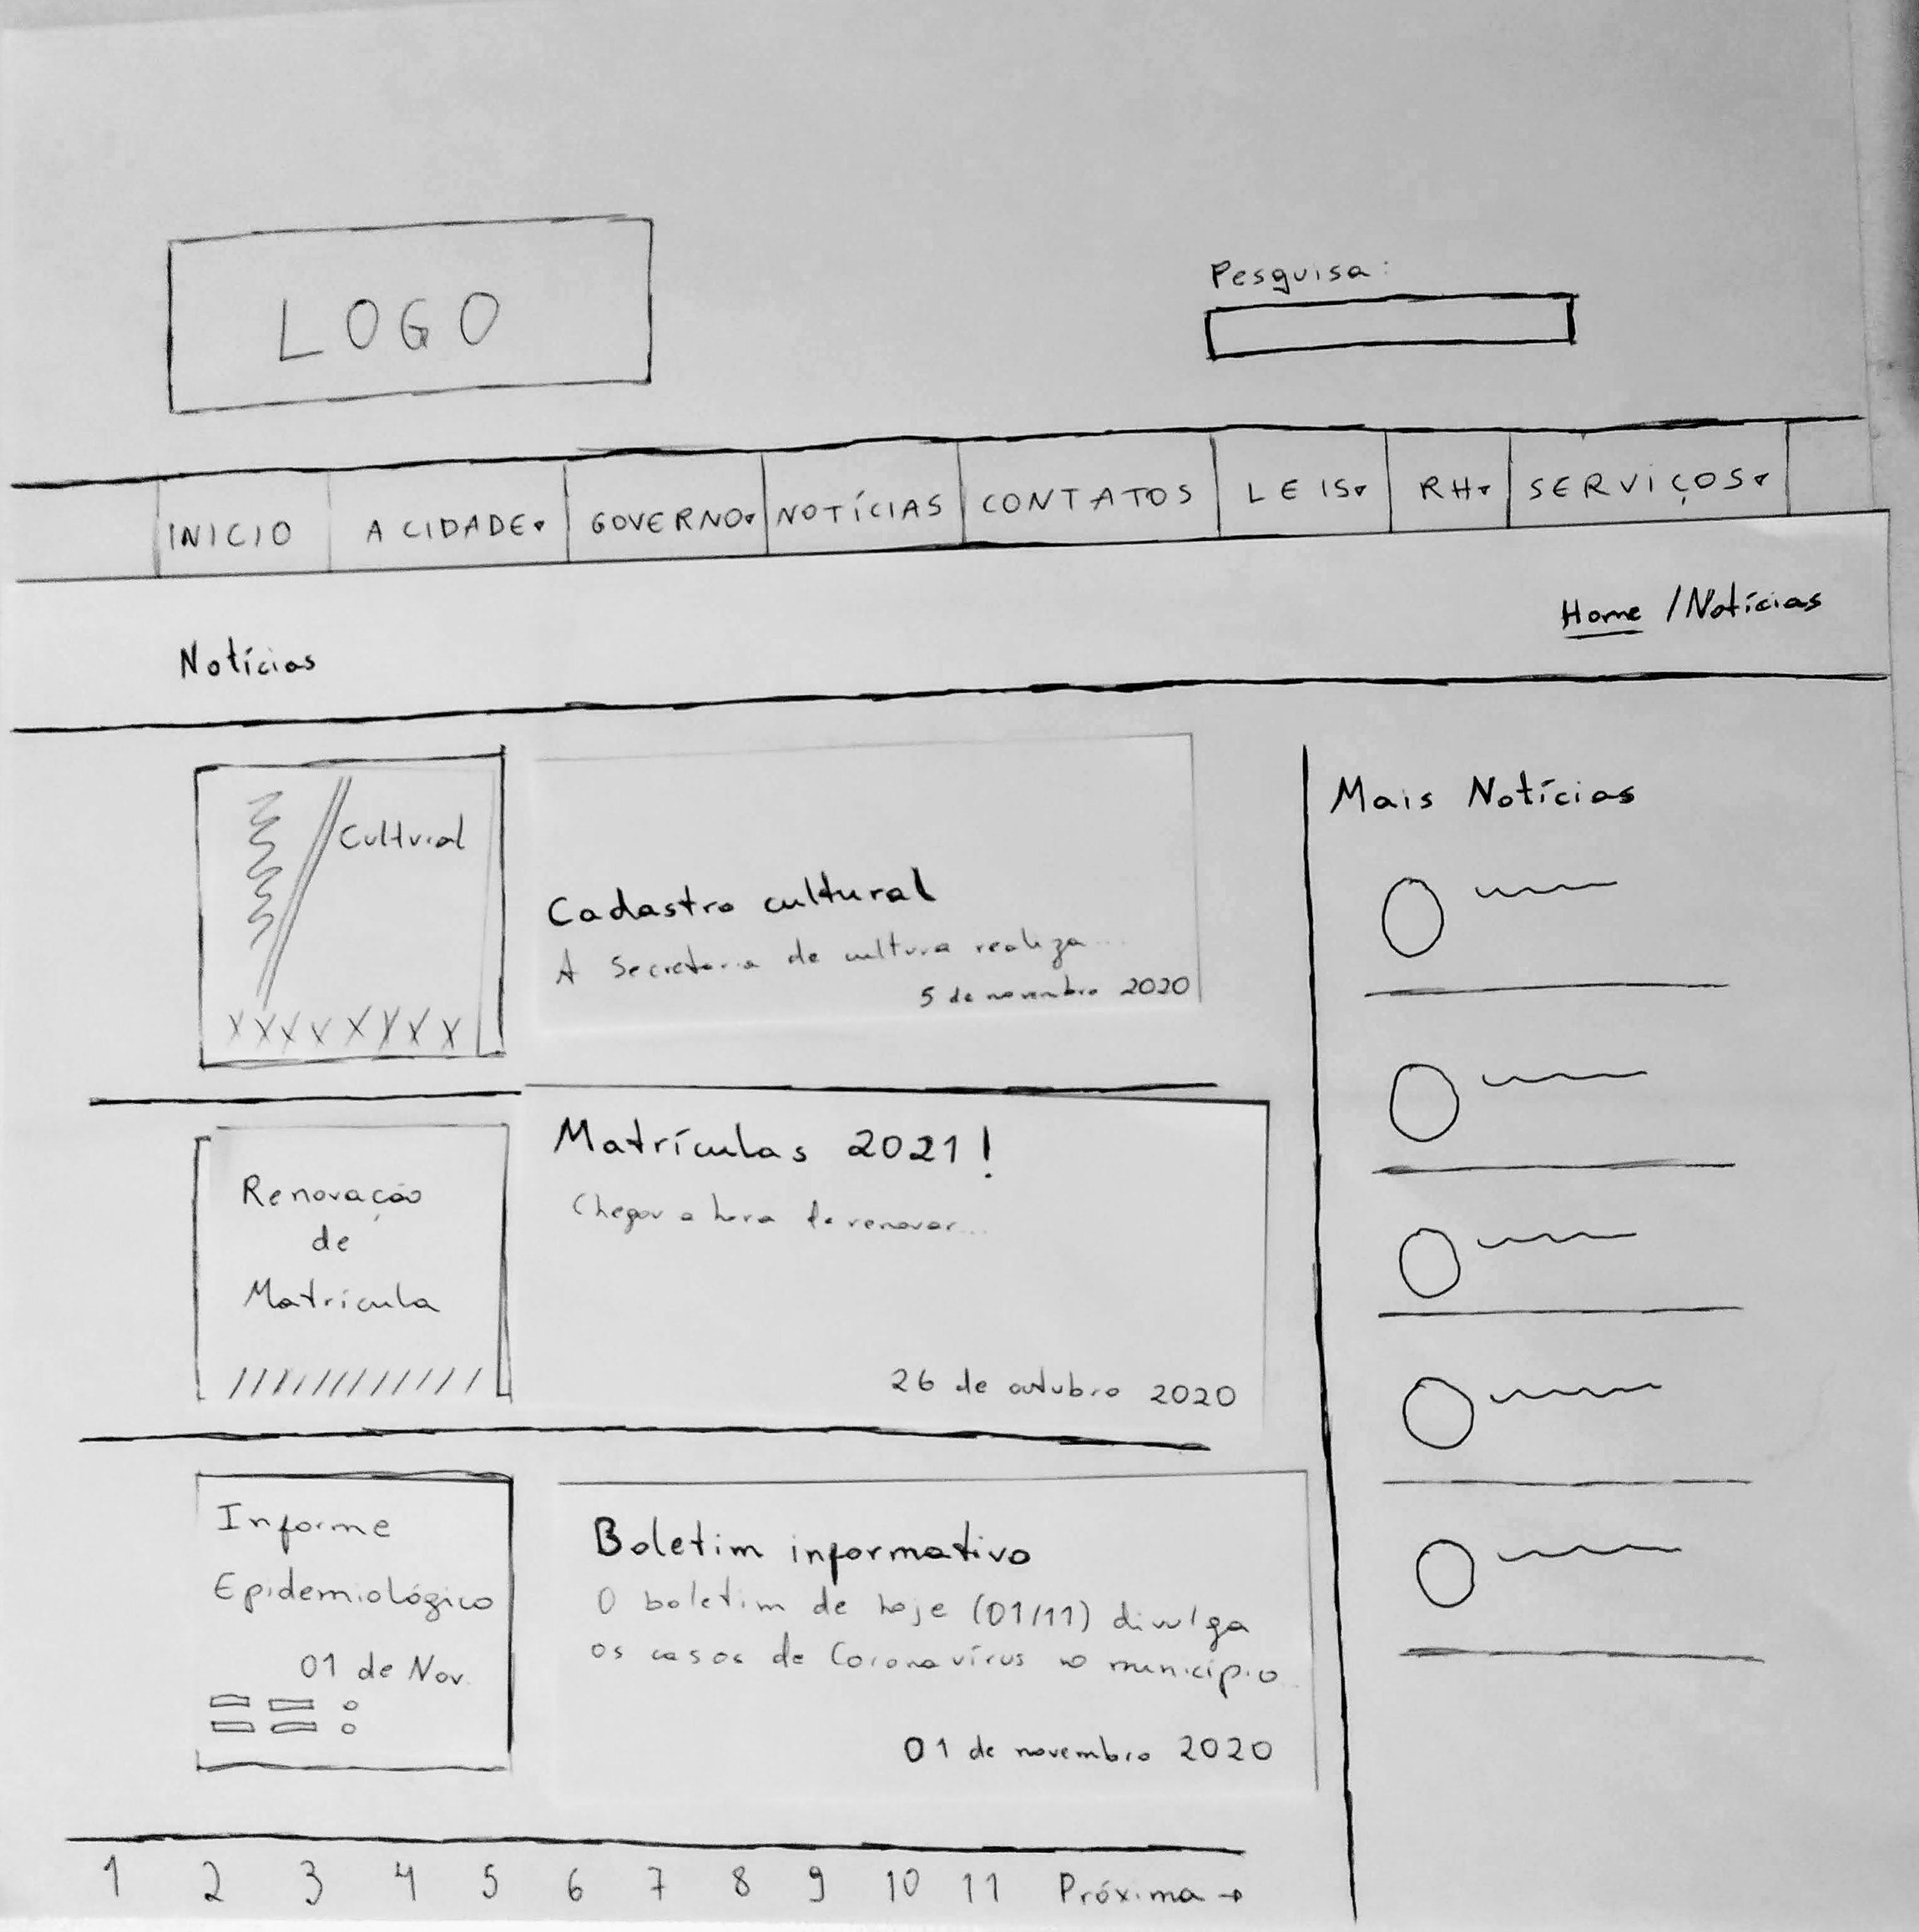 LOGO
Pesquisa:
INICIO
A CIDADE
GOVERNO
NOTÍCIAS
CONTATOS
LEIS
RH
SERVIÇOS
Home / Notícias
Notícias
Cultural
XXXXXXXX
Cadastro cultural
A Secretaria de cultura realiza...
5 de novembro 2020
Renovação
de
Matrícula
Matrículas 2021!
Chegou a hora de renovar...
26 de outubro 2020
Informe
Epidemiológico
01 de Nov.
Boletim informativo
O boletim de hoje (01/11) divulga
os casos de Coronavírus no município...
01 de novembro 2020
Mais Notícias
1 2 3 4 5 6 7 8 9 10 11 Próxima →